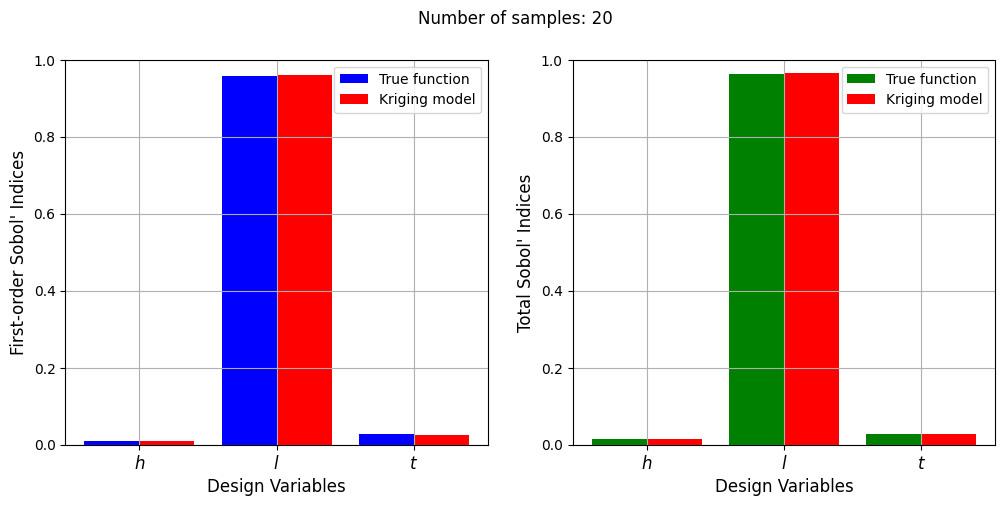 Number of samples: 20
First-order Sobol' Indices
1.0
0.8
0.6
0.4
0.2
0.0
True function
Kriging model
h
l
t
Design Variables
Total Sobol' Indices
1.0
0.8
0.6
0.4
0.2
0.0
True function
Kriging model
h
l
t
Design Variables